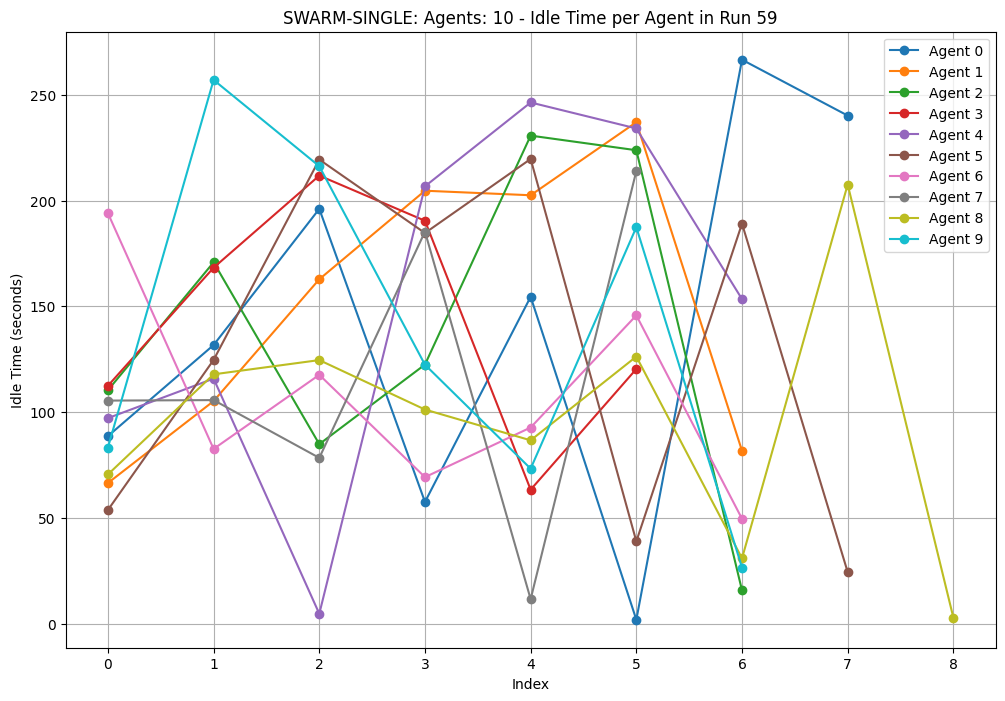 SWARM-SINGLE: Agents: 10 - Idle Time per Agent in Run 59
Idle Time (seconds)
250
200
150
100
50
0
0 1 2 3 4 5 6 7 8
Index
Agent 0
Agent 1
Agent 2
Agent 3
Agent 4
Agent 5
Agent 6
Agent 7
Agent 8
Agent 9